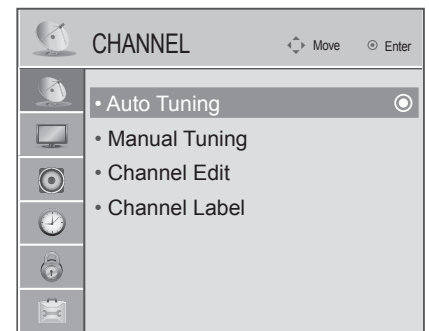 CHANNEL Move Enter
• Auto Tuning
• Manual Tuning
• Channel Edit
• Channel Label